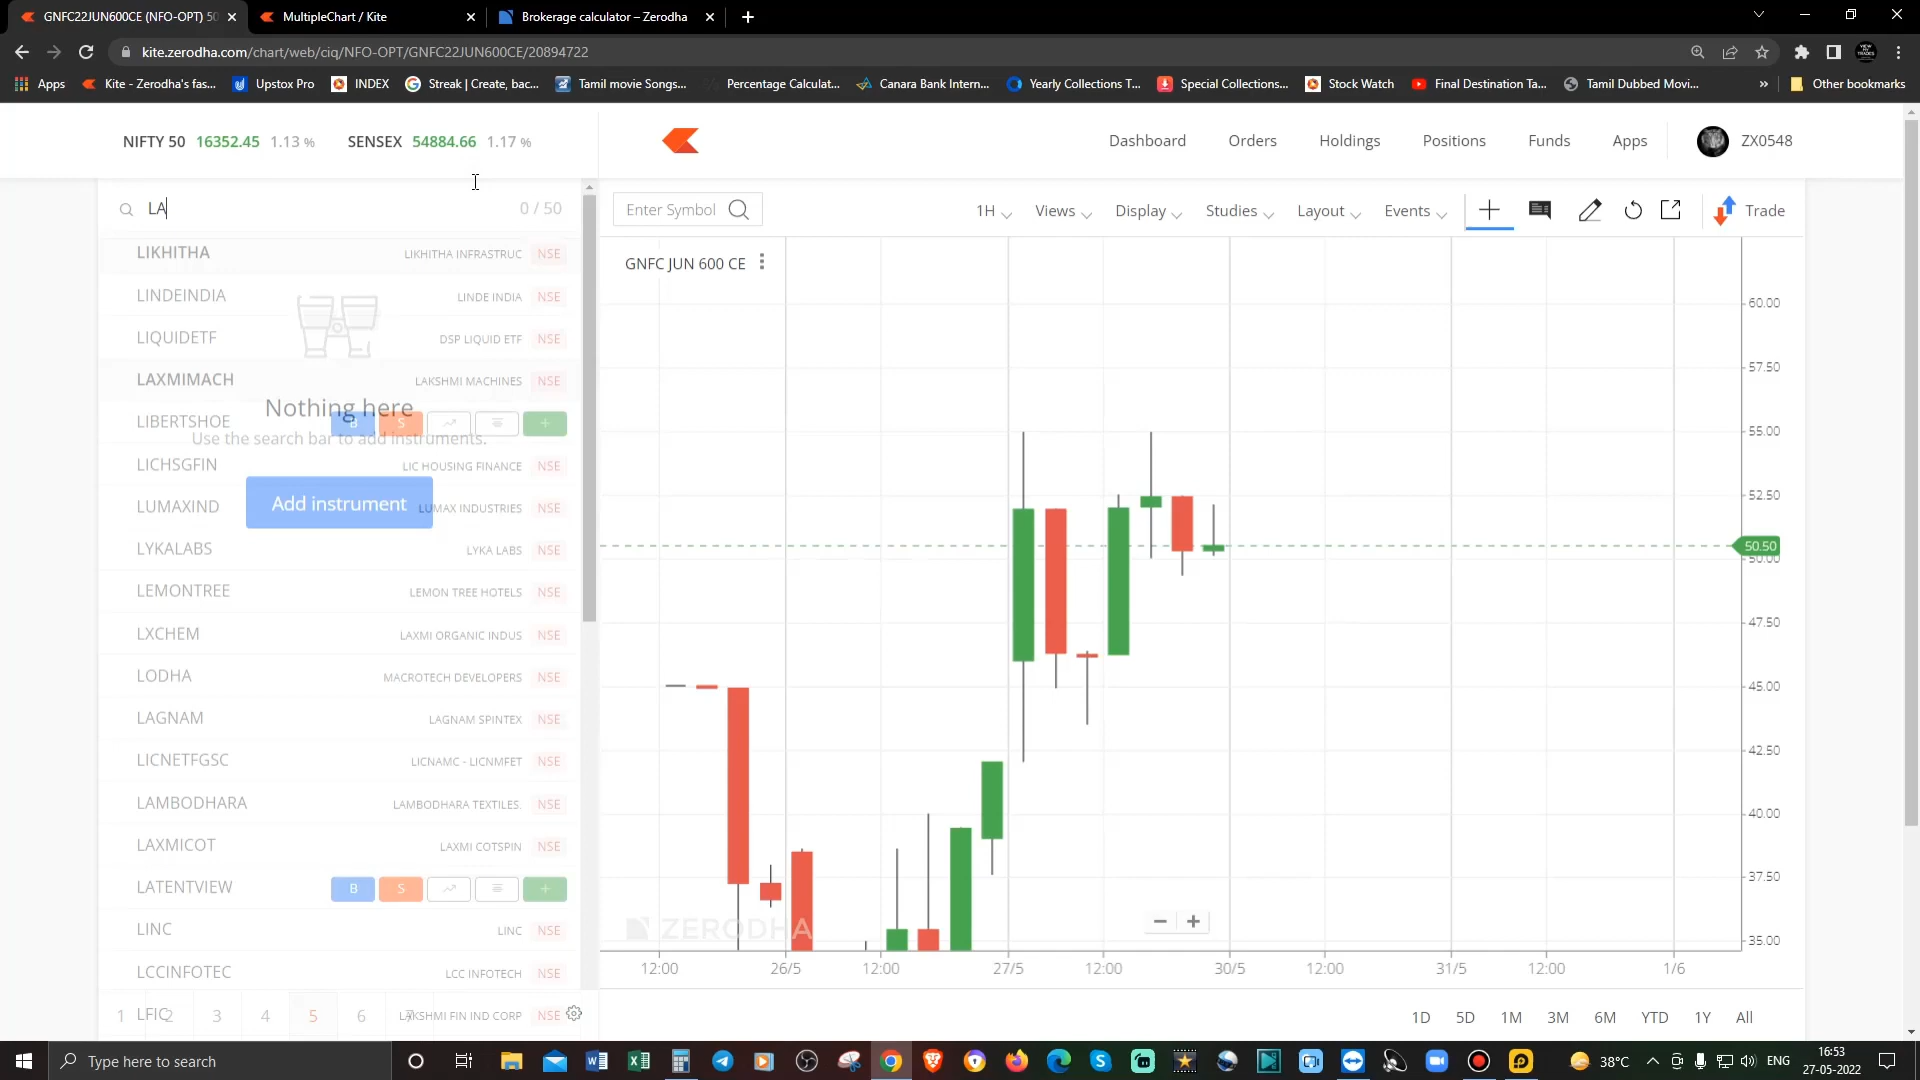 GNFC22JUN600CE (NFO-OPT) 50
MultipleChart / Kite
Brokerage calculator – Zerodha
kite.zerodha.com/chart/web/ciq/NFO-OPT/GNFC22JUN600CE/20894722
Apps
Kite - Zerodha's fas...
Upstox Pro
INDEX
Streak | Create, bac...
Tamil movie Songs...
Percentage Calculat...
Canara Bank Intern...
Yearly Collections T...
Special Collections...
Stock Watch
Final Destination Ta...
Tamil Dubbed Movi...
»
Other bookmarks
NIFTY 50 16352.45 1.13 %
SENSEX 54884.66 1.17 %
Dashboard
Orders
Holdings
Positions
Funds
Apps
ZX0548
LA
0 / 50
LIKHITHA LIKHITHA INFRASTRUC NSE
LINDEINDIA LINDE INDIA NSE
LIQUIDETF DSP LIQUID ETF NSE
LAXMIMACH LAKSHMI MACHINES NSE
Nothing here
LIBERTSHOE B S +
Use the search bar to add instruments.
LICHSGFIN LIC HOUSING FINANCE NSE
Add instrument
LUMAXIND LUMAX INDUSTRIES NSE
LYKALABS LYKA LABS NSE
LEMONTREE LEMON TREE HOTELS NSE
LXCHEM LAXMI ORGANIC INDUS NSE
LODHA MACROTECH DEVELOPERS NSE
LAGNAM LAGNAM SPINTEX NSE
LICNETFGSC LICNAMC - LICNMFET NSE
LAMBODHARA LAMBODHARA TEXTILES. NSE
LAXMICOT LAXMI COTSPIN NSE
LATENTVIEW B S +
LINC LINC NSE
LCCINFOTEC LCC INFOTECH NSE
LFIC LAKSHMI FIN IND CORP NSE
1 2 3 4 5 6 7
Enter Symbol
1H
Views
Display
Studies
Layout
Events
Trade
GNFC JUN 600 CE
60.00
57.50
55.00
52.50
50.50
50.00
47.50
45.00
42.50
40.00
37.50
35.00
ZERODHA
12:00
26/5
12:00
27/5
12:00
30/5
12:00
31/5
12:00
1/6
1D 5D 1M 3M 6M YTD 1Y All
Type here to search
38°C
ENG
16:53
27-05-2022